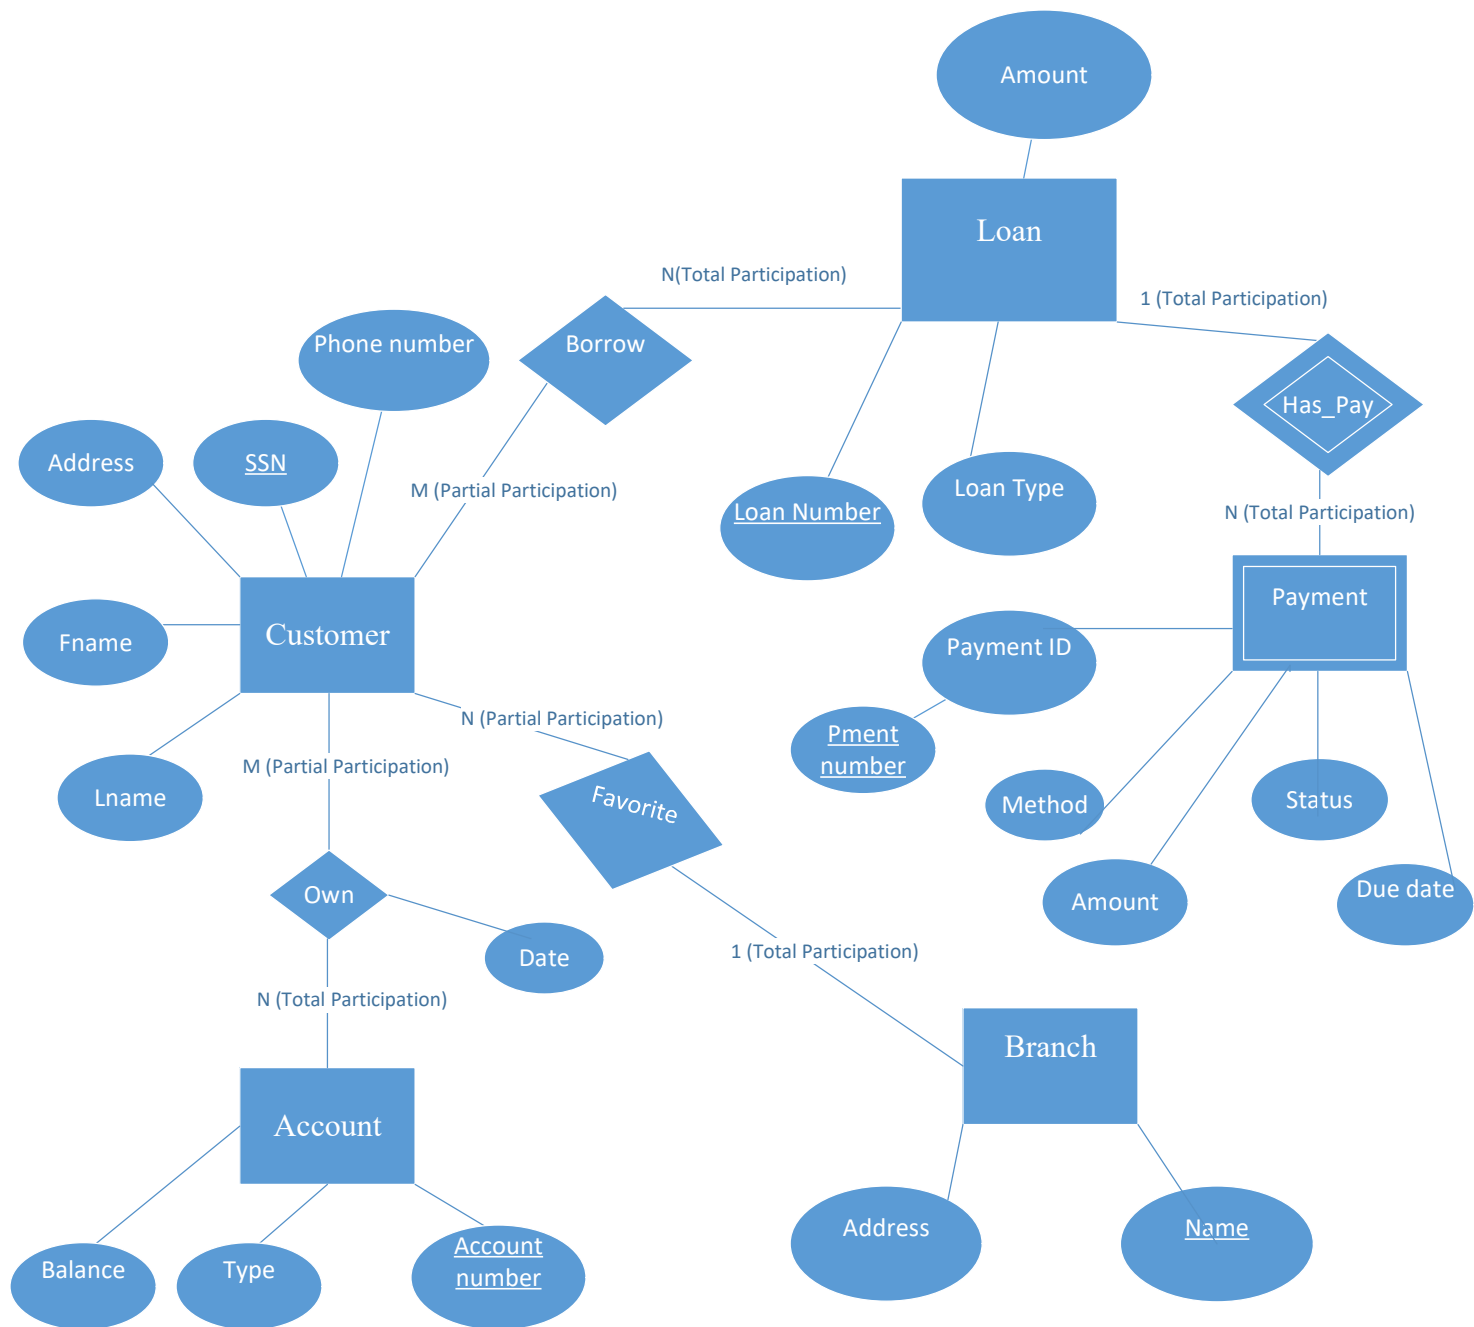 Amount
Loan
N(Total Participation)
1 (Total Participation)
Phone number
Borrow
Has_Pay
Address
SSN
M (Partial Participation)
Loan Number
Loan Type
N (Total Participation)
Payment
Customer
Fname
Payment ID
N (Partial Participation)
Pment
number
M (Partial Participation)
Lname
Favorite
Method
Status
Own
Amount
Due date
Date
1 (Total Participation)
N (Total Participation)
Branch
Account
Address
Name
Balance
Type
Account
number